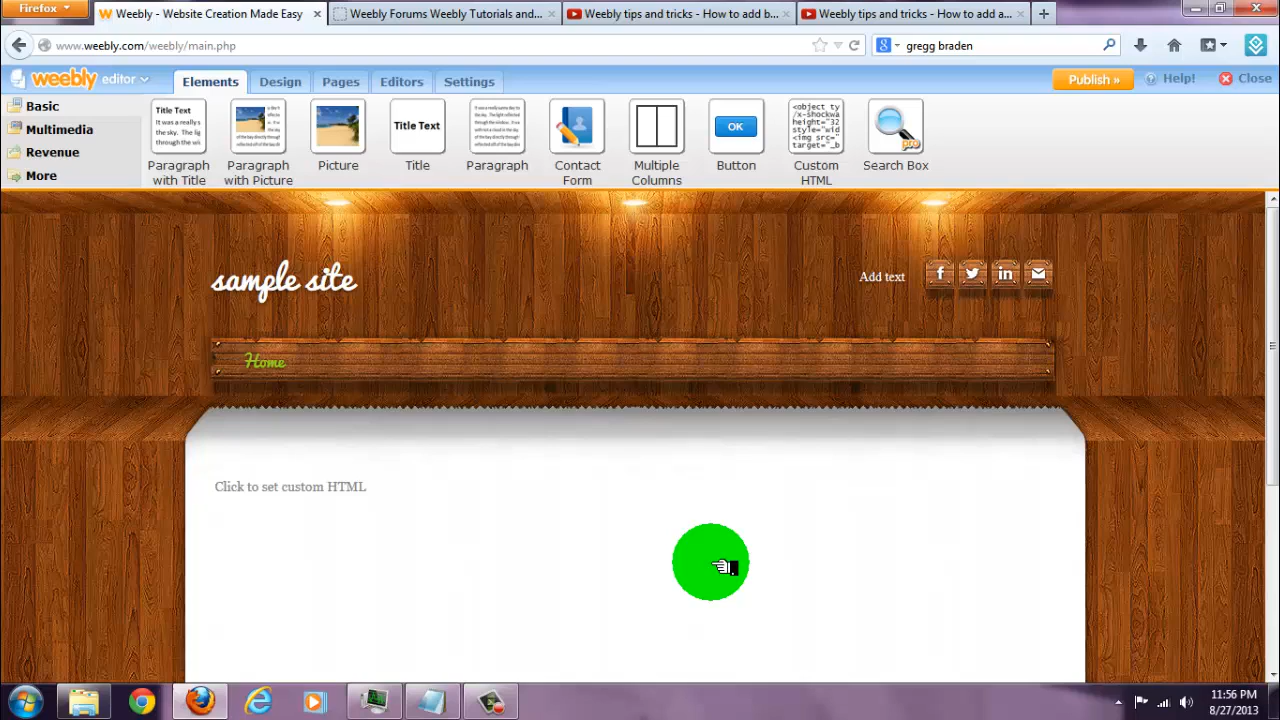 Firefox
Weebly - Website Creation Made Easy
Weebly Forums Weebly Tutorials and...
Weebly tips and tricks - How to add b...
Weebly tips and tricks - How to add a...
www.weebly.com/weebly/main.php
gregg braden
weebly editor
Elements
Design
Pages
Editors
Settings
Publish »
Help!
Close
Basic
Multimedia
Revenue
More
Title Text
Title Text
OK
pro
Paragraph with Title
Paragraph with Picture
Picture
Title
Paragraph
Contact Form
Multiple Columns
Button
Custom HTML
Search Box
sample site
Add text
Home
Click to set custom HTML
11:56 PM
8/27/2013